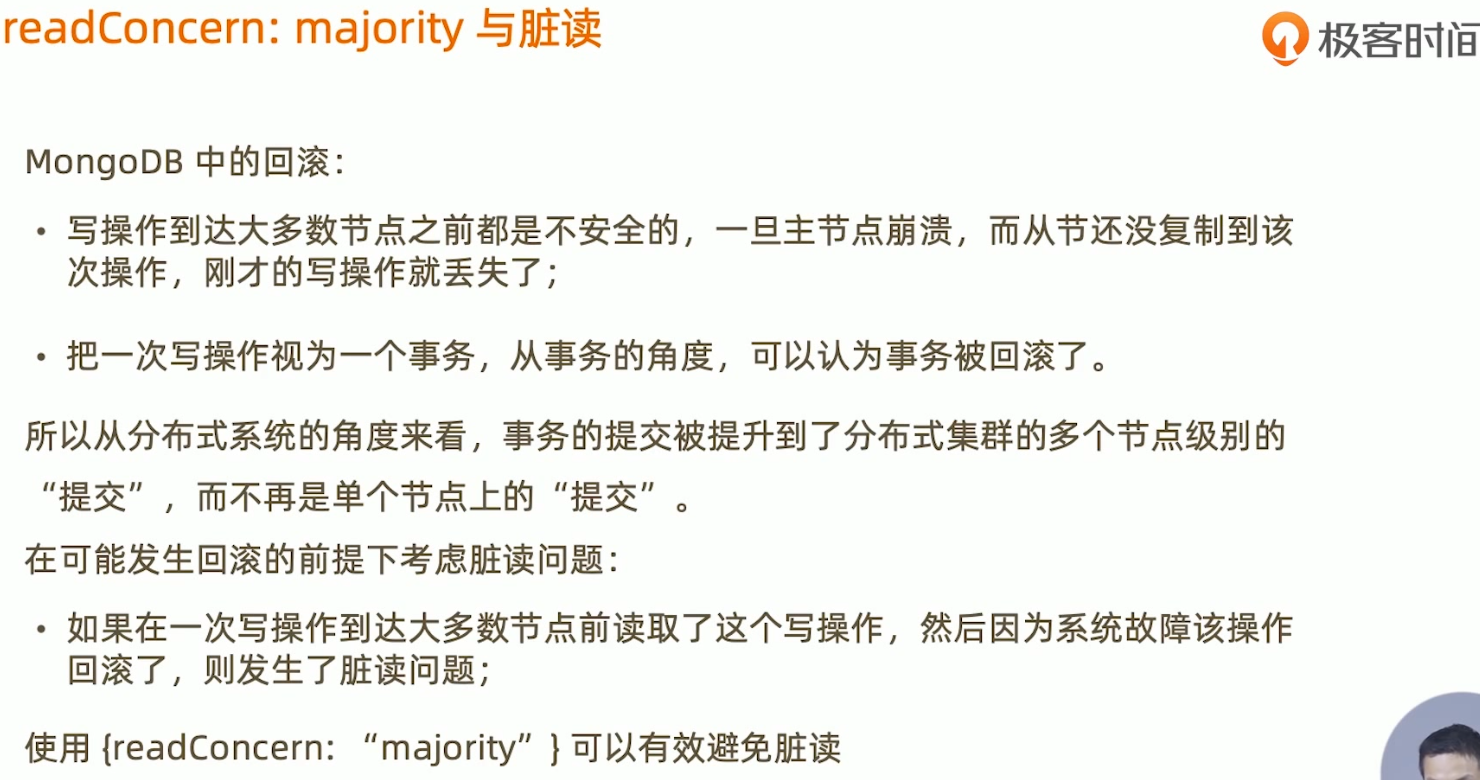 readConcern: majority 与脏读
极客时间
MongoDB 中的回滚：
• 写操作到达大多数节点之前都是不安全的，一旦主节点崩溃，而从节还没复制到该
次操作，刚才的写操作就丢失了；
• 把一次写操作视为一个事务，从事务的角度，可以认为事务被回滚了。
所以从分布式系统的角度来看，事务的提交被提升到了分布式集群的多个节点级别的
“提交”，而不再是单个节点上的“提交”。
在可能发生回滚的前提下考虑脏读问题：
• 如果在一次写操作到达大多数节点前读取了这个写操作，然后因为系统故障该操作
回滚了，则发生了脏读问题；
使用 {readConcern: “majority”} 可以有效避免脏读